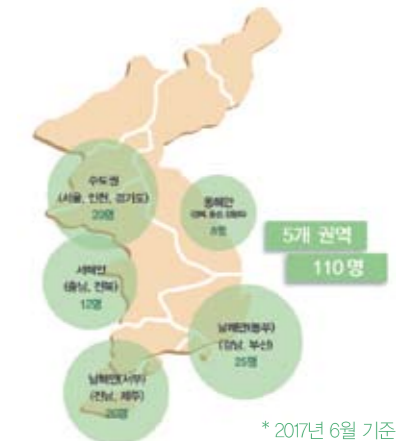 수도권
(서울, 인천, 경기도)
동해안
8명
서해안
(충남, 전북)
12명
5개 권역
110명
남해안(동부)
(경남, 부산)
25명
남해안(서부)
(전남, 제주)
* 2017년 6월 기준